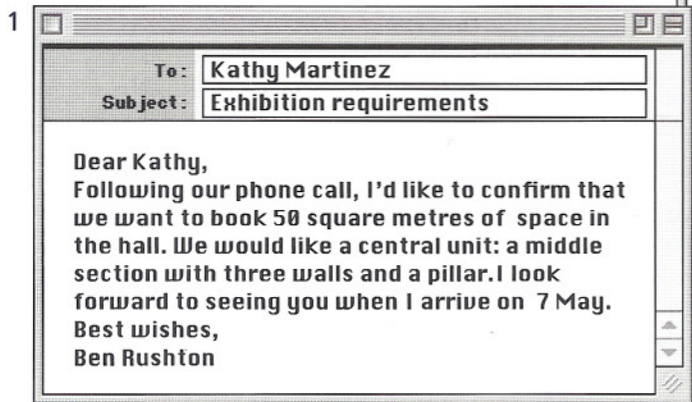 1
To: Kathy Martinez
Subject: Exhibition requirements
Dear Kathy,
Following our phone call, I'd like to confirm that
we want to book 50 square metres of space in
the hall. We would like a central unit: a middle
section with three walls and a pillar.I look
forward to seeing you when I arrive on 7 May.
Best wishes,
Ben Rushton